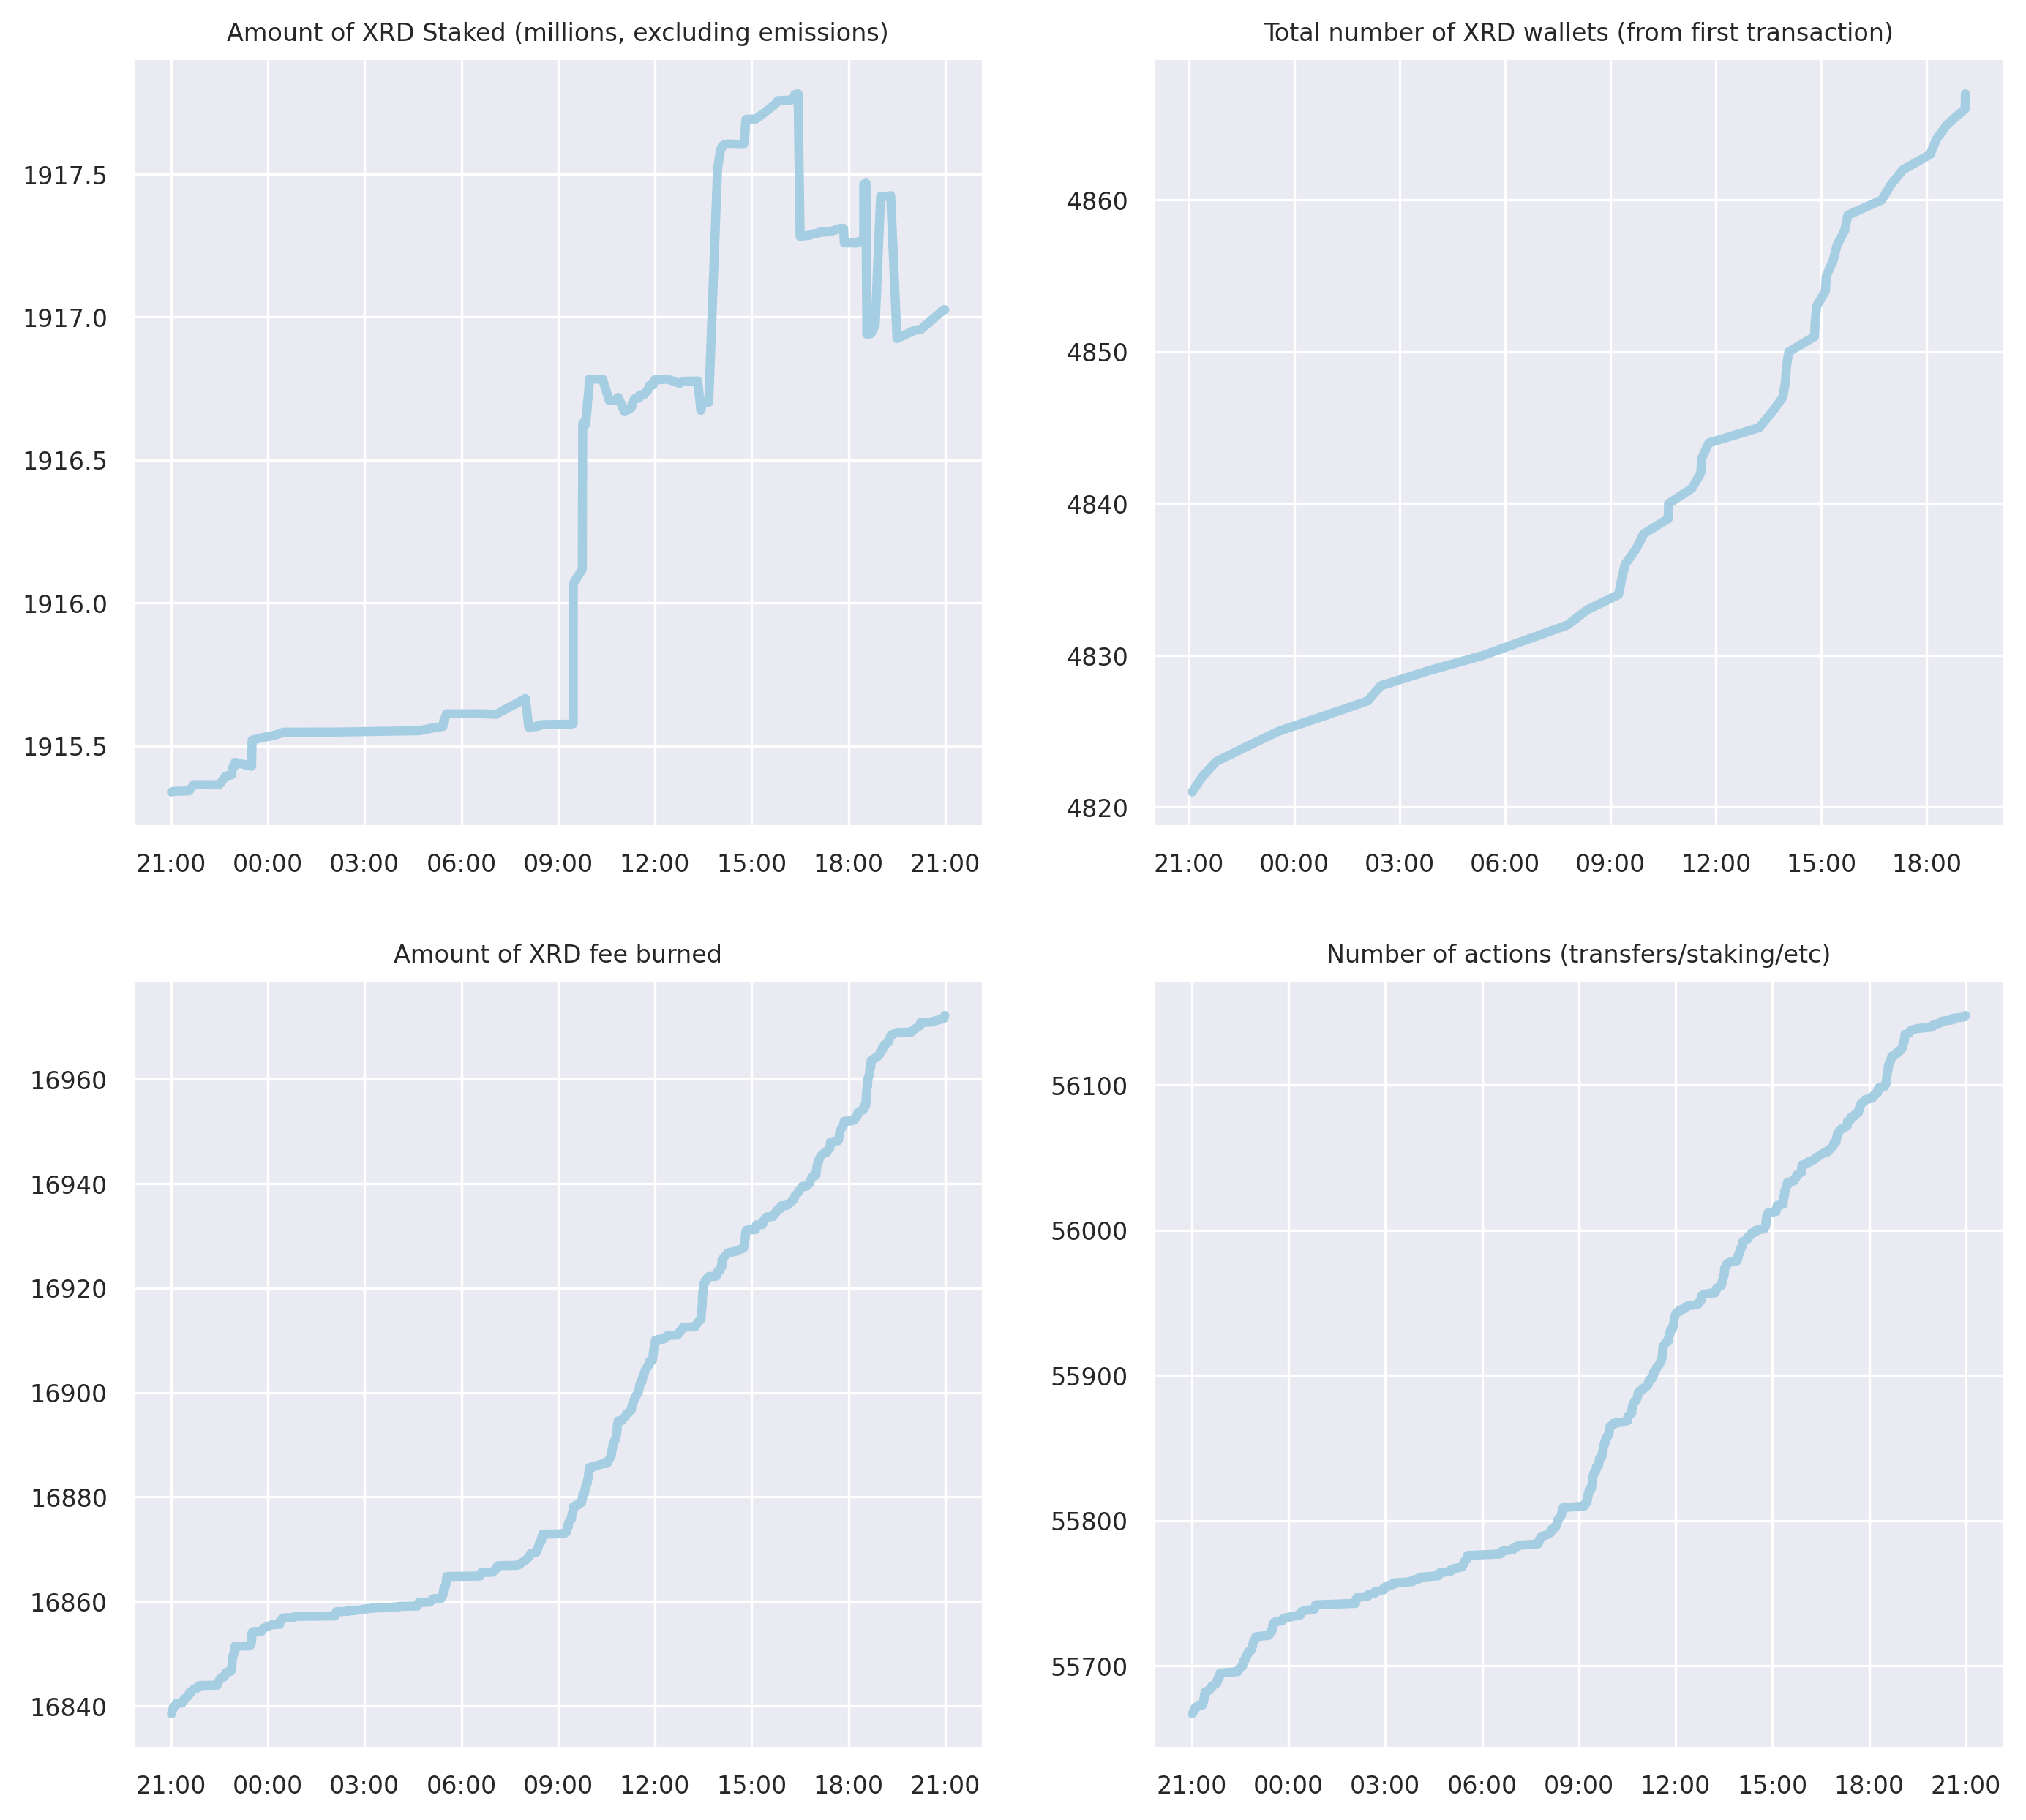 Amount of XRD Staked (millions, excluding emissions)
1917.5
1917.0
1916.5
1916.0
1915.5
21:00 00:00 03:00 06:00 09:00 12:00 15:00 18:00 21:00
Total number of XRD wallets (from first transaction)
4860
4850
4840
4830
4820
21:00 00:00 03:00 06:00 09:00 12:00 15:00 18:00
Amount of XRD fee burned
16960
16940
16920
16900
16880
16860
16840
21:00 00:00 03:00 06:00 09:00 12:00 15:00 18:00 21:00
Number of actions (transfers/staking/etc)
56100
56000
55900
55800
55700
21:00 00:00 03:00 06:00 09:00 12:00 15:00 18:00 21:00